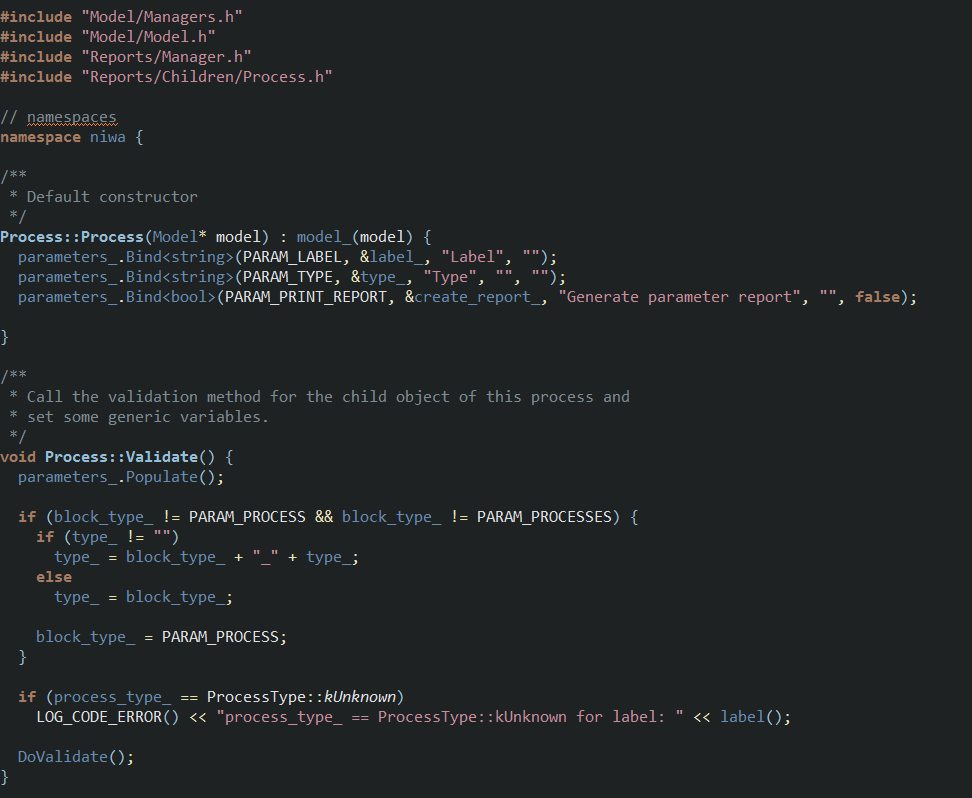 #include "Model/Managers.h"
#include "Model/Model.h"
#include "Reports/Manager.h"
#include "Reports/Children/Process.h"
// namespaces
namespace niwa {
/**
 * Default constructor
 */
Process::Process(Model* model) : model_(model) {
  parameters_.Bind<string>(PARAM_LABEL, &label_, "Label", "");
  parameters_.Bind<string>(PARAM_TYPE, &type_, "Type", "", "");
  parameters_.Bind<bool>(PARAM_PRINT_REPORT, &create_report_, "Generate parameter report", "", false);
}
/**
 * Call the validation method for the child object of this process and
 * set some generic variables.
 */
void Process::Validate() {
  parameters_.Populate();
  if (block_type_ != PARAM_PROCESS && block_type_ != PARAM_PROCESSES) {
    if (type_ != "")
      type_ = block_type_ + "_" + type_;
    else
      type_ = block_type_;
    block_type_ = PARAM_PROCESS;
  }
  if (process_type_ == ProcessType::kUnknown)
    LOG_CODE_ERROR() << "process_type_ == ProcessType::kUnknown for label: " << label();
  DoValidate();
}